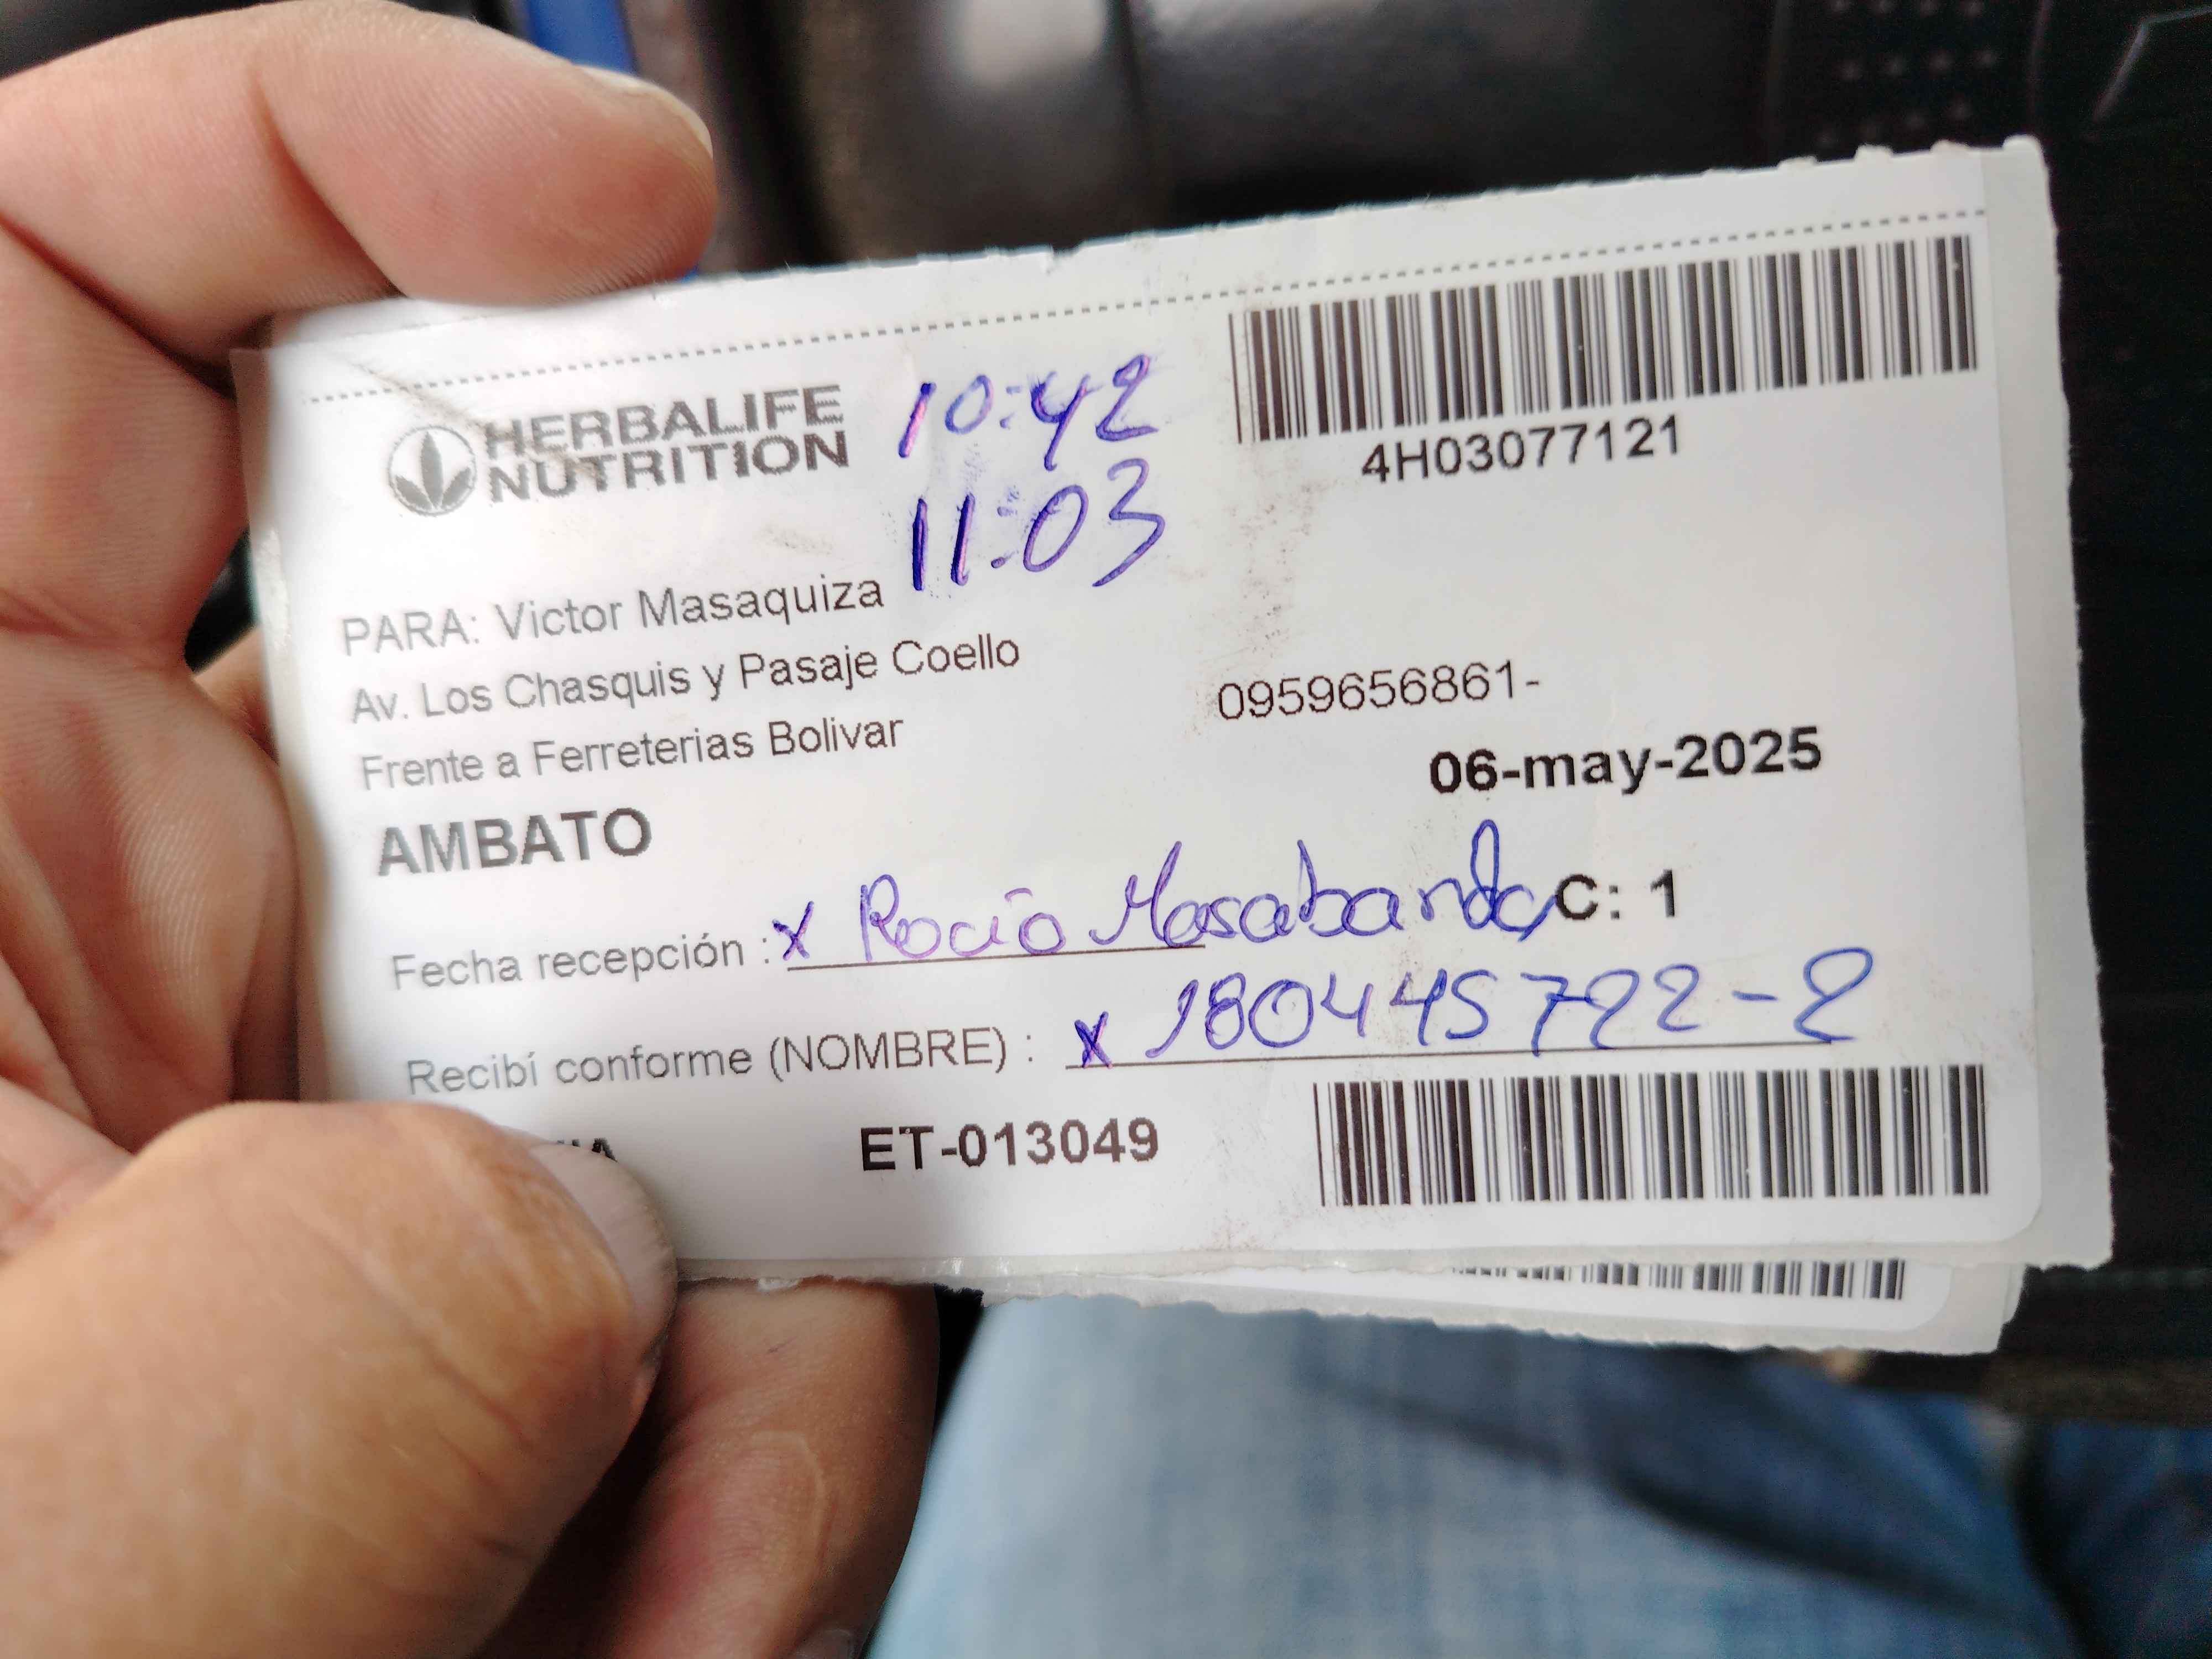 HERBALIFE
NUTRITION
10:42
11:03
4H03077121
PARA: Victor Masaquiza
Av. Los Chasquis y Pasaje Coello
0959656861-
Frente a Ferreterias Bolivar
06-may-2025
AMBATO
Fecha recepción : x Rocío Masabanda C: 1
Recibí conforme (NOMBRE) : x 180445722-2
ET-013049